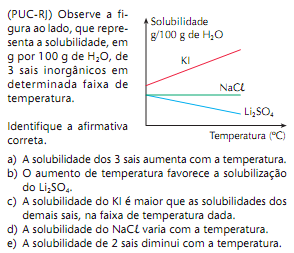 (PUC-RJ) Observe a fi-
gura ao lado, que repre-
senta a solubilidade, em
g por 100 g de H₂O, de
3 sais inorgânicos em
determinada faixa de
temperatura.
Identifique a afirmativa
correta.
Solubilidade
g/100 g de H₂O
KI
NaCℓ
Li₂SO₄
Temperatura (ºC)
a) A solubilidade dos 3 sais aumenta com a temperatura.
b) O aumento de temperatura favorece a solubilização
do Li₂SO₄.
c) A solubilidade do KI é maior que as solubilidades dos
demais sais, na faixa de temperatura dada.
d) A solubilidade do NaCℓ varia com a temperatura.
e) A solubilidade de 2 sais diminui com a temperatura.